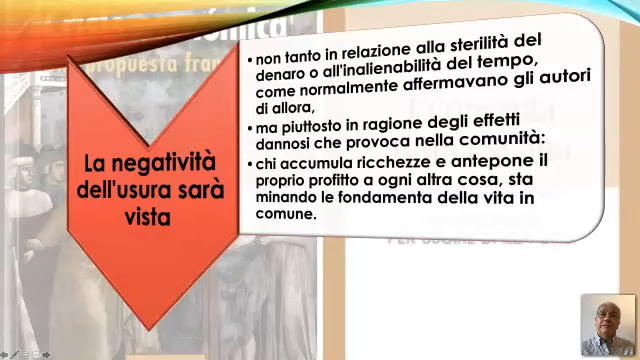 propuesta fran
La negatività
dell'usura sarà
vista
• non tanto in relazione alla sterilità del
denaro o all'inalienabilità del tempo,
come normalmente affermavano gli autori
di allora,
• ma piuttosto in ragione degli effetti
dannosi che provoca nella comunità:
• chi accumula ricchezze e antepone il
proprio profitto a ogni altra cosa, sta
minando le fondamenta della vita in
comune.